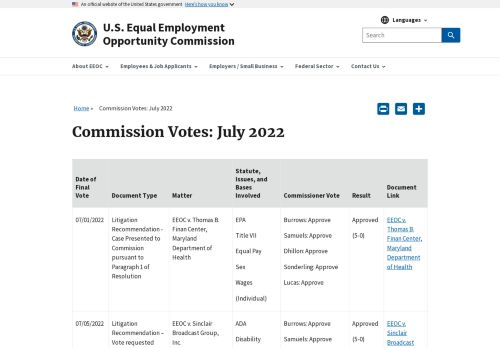 An official website of the United States government Here's how you know
Languages
U.S. Equal Employment
Opportunity Commission
Search
About EEOC
Employees & Job Applicants
Employers / Small Business
Federal Sector
Contact Us
Home » Commission Votes: July 2022
Commission Votes: July 2022
Date of Final Vote
Document Type
Matter
Statute, Issues, and Bases Involved
Commissioner Vote
Result
Document Link
07/01/2022
Litigation
Recommendation -
Case Presented to
Commission
pursuant to
Paragraph 1 of
Resolution
EEOC v. Thomas B.
Finan Center,
Maryland
Department of
Health
EPA
Title VII
Equal Pay
Sex
Wages
(Individual)
Burrows: Approve
Samuels: Approve
Dhillon: Approve
Sonderling: Approve
Lucas: Approve
Approved
(5-0)
EEOC v.
Thomas B.
Finan Center,
Maryland
Department
of Health
07/05/2022
Litigation
Recommendation –
Vote requested
EEOC v. Sinclair
Broadcast Group,
Inc.
ADA
Disability
Burrows: Approve
Samuels: Approve
Approved
(5-0)
EEOC v.
Sinclair
Broadcast